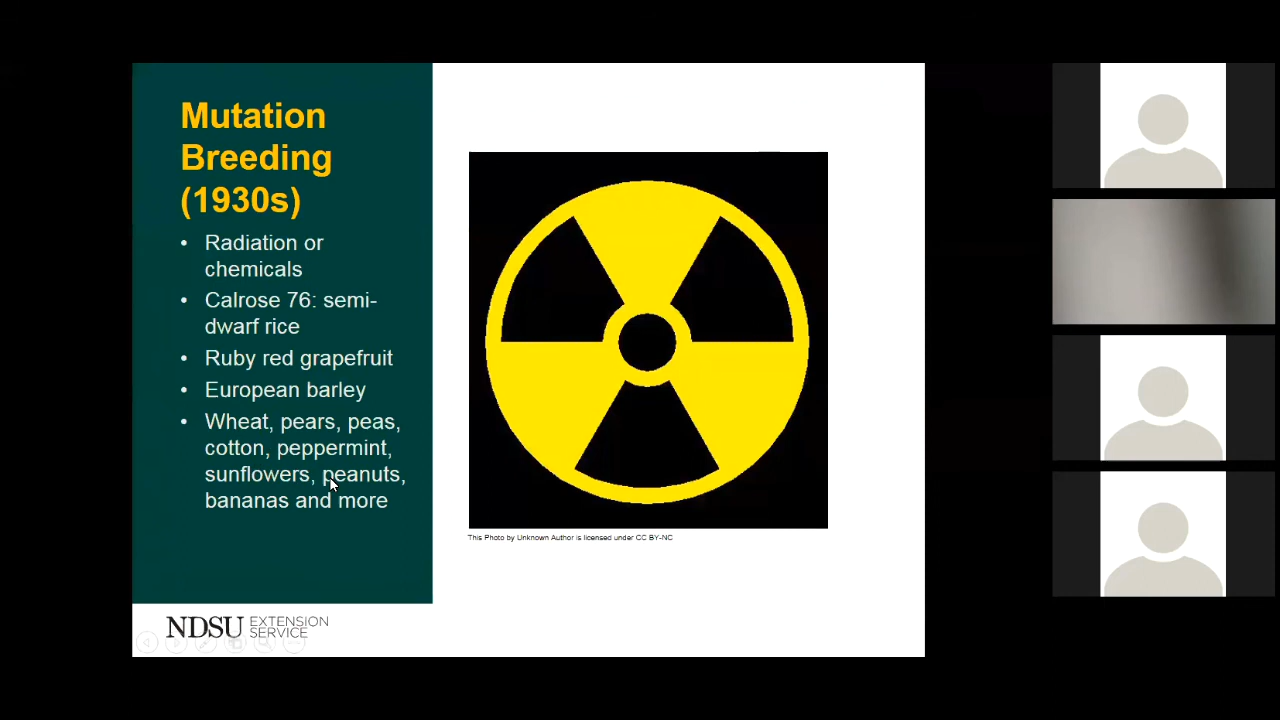 Mutation
Breeding
(1930s)
• Radiation or
chemicals
• Calrose 76: semi-
dwarf rice
• Ruby red grapefruit
• European barley
• Wheat, pears, peas,
cotton, peppermint,
sunflowers, peanuts,
bananas and more
This Photo by Unknown Author is licensed under CC BY-NC
NDSU EXTENSION
SERVICE